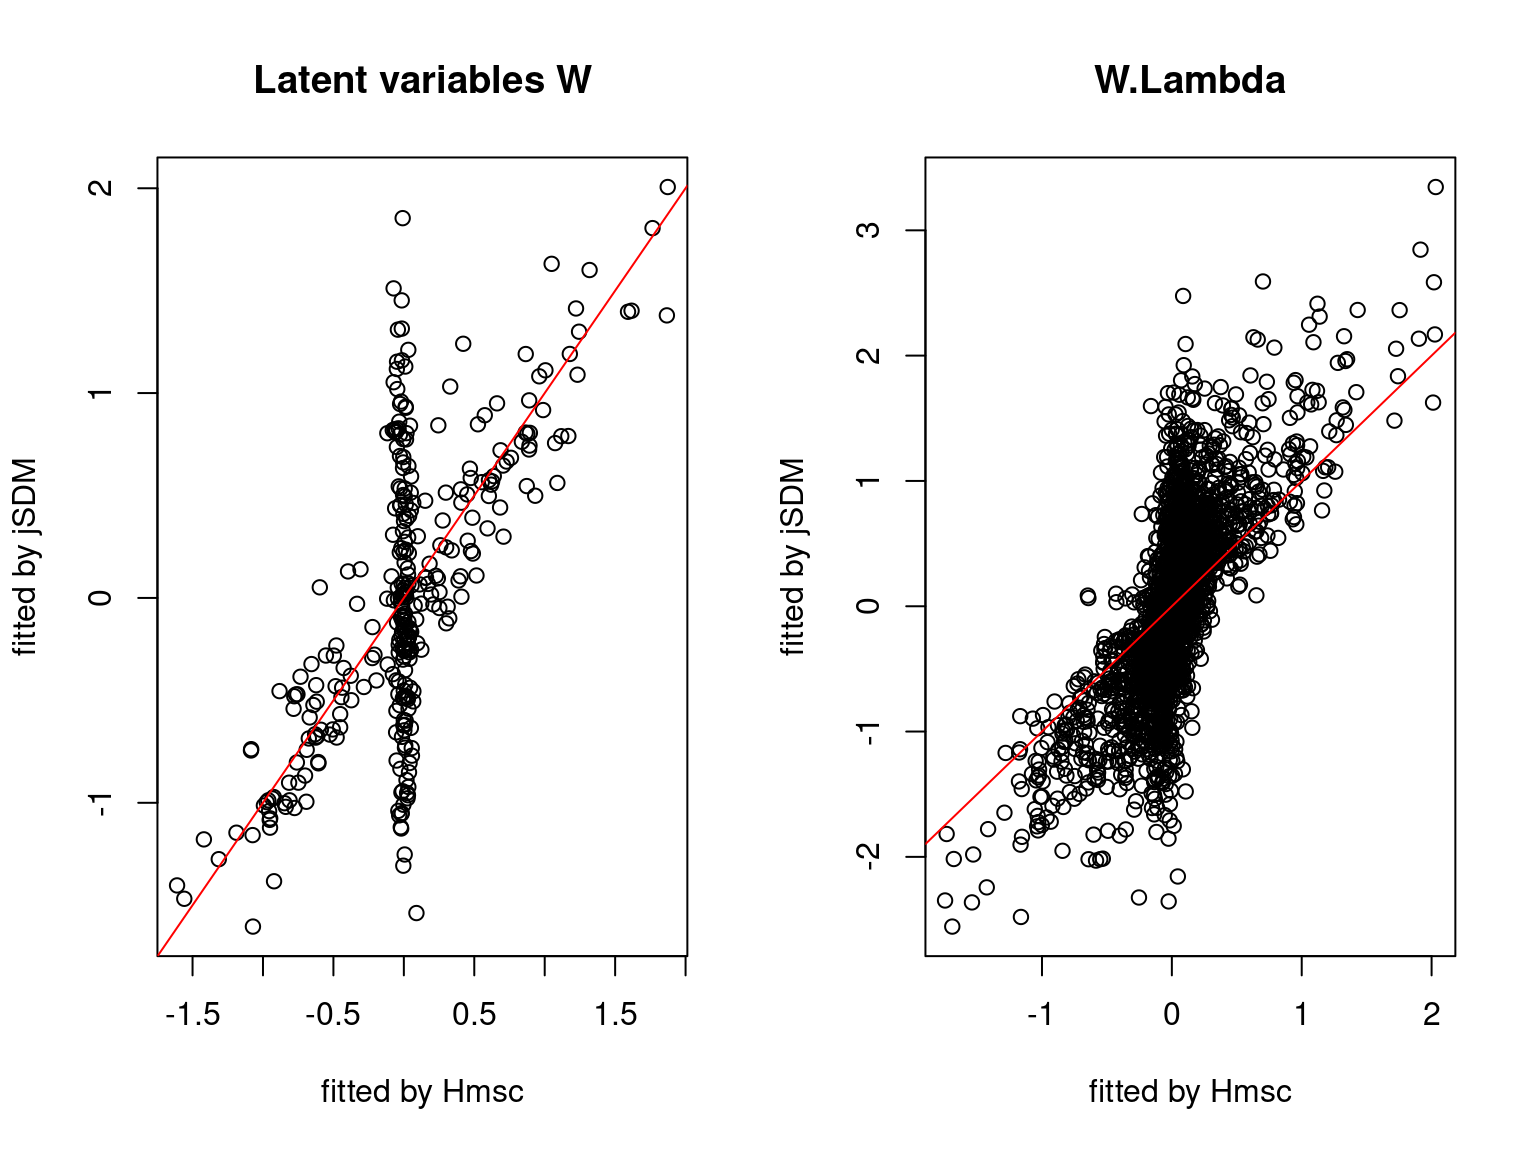 Latent variables W
fitted by jSDM
2
1
0
-1
-1.5 -0.5 0.5 1.5
fitted by Hmsc
W.Lambda
fitted by jSDM
3
2
1
0
-1
-2
-1 0 1 2
fitted by Hmsc